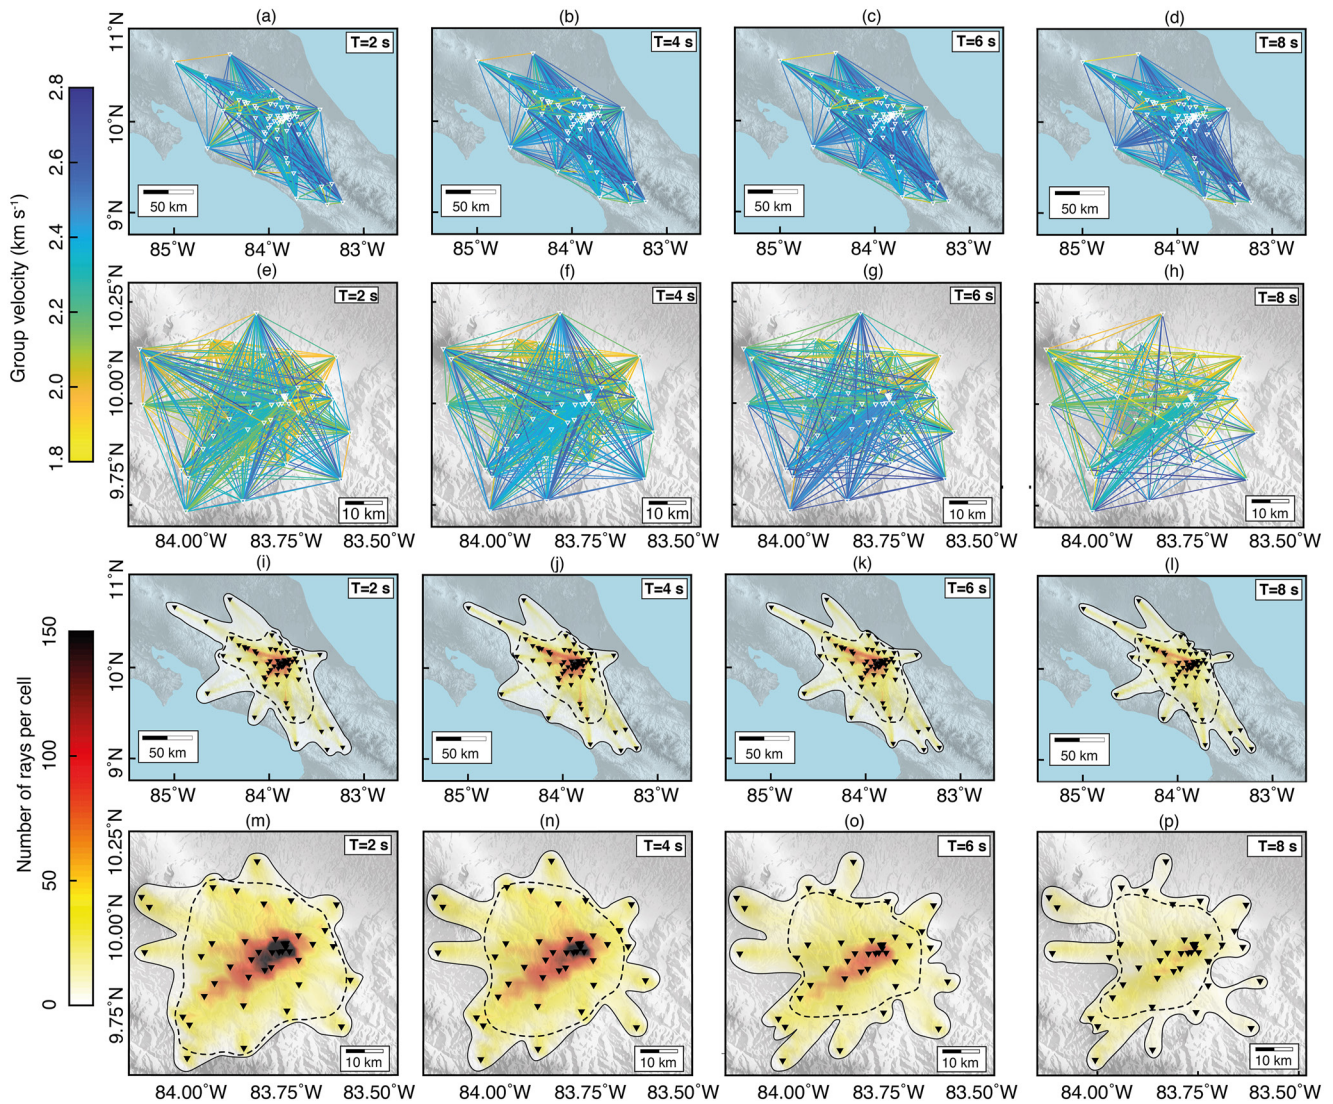 (a) (b) (c) (d)
11°N T=2 s T=4 s T=6 s T=8 s
10°N
9°N 50 km 50 km 50 km 50 km
85°W 84°W 83°W 85°W 84°W 83°W 85°W 84°W 83°W 85°W 84°W 83°W
Group velocity (km s⁻¹)
2.8
2.6
2.4
2.2
2.0
1.8
(e) (f) (g) (h)
10.25°N T=2 s T=4 s T=6 s T=8 s
10.00°N
9.75°N
10 km 10 km 10 km 10 km
84.00°W 83.75°W 83.50°W 84.00°W 83.75°W 83.50°W 84.00°W 83.75°W 83.50°W 84.00°W 83.75°W 83.50°W
(i) (j) (k) (l)
11°N T=2 s T=4 s T=6 s T=8 s
10°N
9°N 50 km 50 km 50 km 50 km
85°W 84°W 83°W 85°W 84°W 83°W 85°W 84°W 83°W 85°W 84°W 83°W
Number of rays per cell
150
100
50
0
(m) (n) (o) (p)
10.25°N T=2 s T=4 s T=6 s T=8 s
10.00°N
9.75°N
10 km 10 km 10 km 10 km
84.00°W 83.75°W 83.50°W 84.00°W 83.75°W 83.50°W 84.00°W 83.75°W 83.50°W 84.00°W 83.75°W 83.50°W